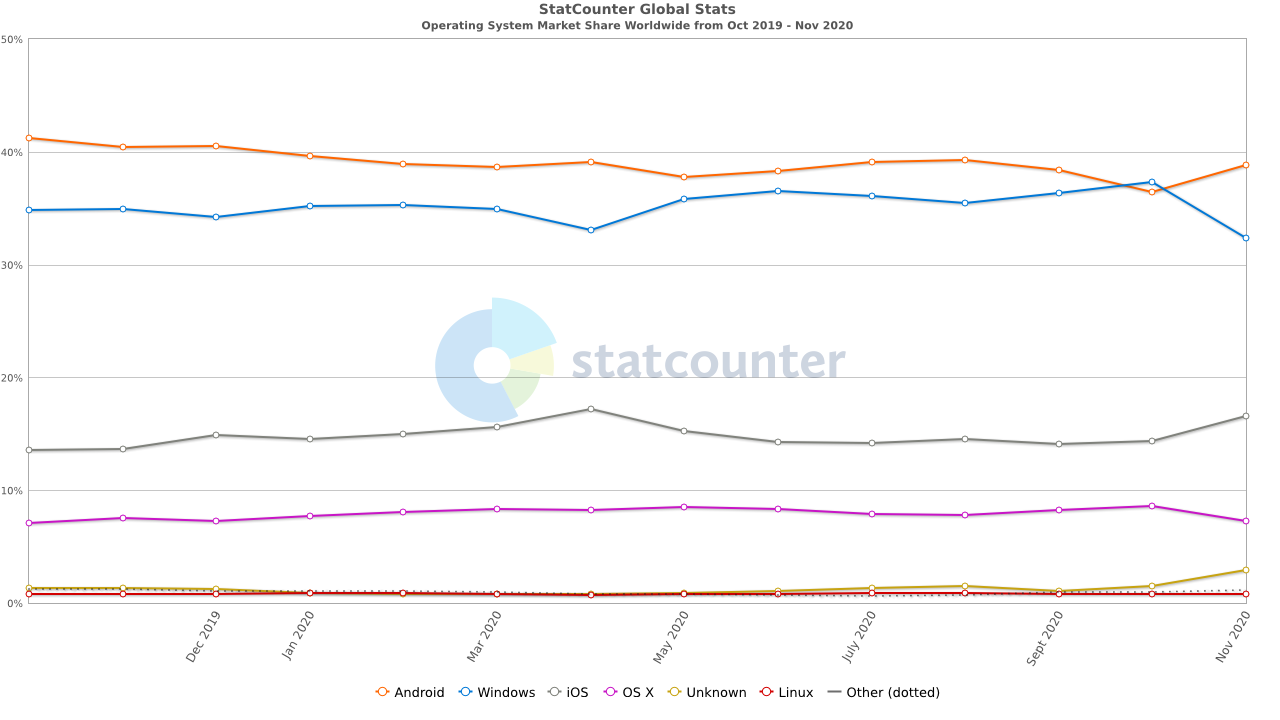 StatCounter Global Stats
Operating System Market Share Worldwide from Oct 2019 - Nov 2020
50%
40%
30%
20%
10%
0%
statcounter
Dec 2019
Jan 2020
Mar 2020
May 2020
July 2020
Sept 2020
Nov 2020
Android Windows iOS OS X Unknown Linux Other (dotted)